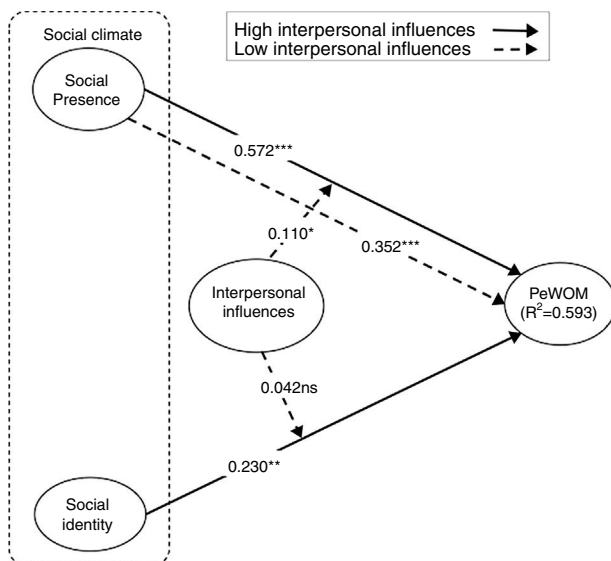 Social climate
High interpersonal influences
Low interpersonal influences
Social
Presence
0.572***
0.110*
0.352***
Interpersonal
influences
PeWOM
(R²=0.593)
0.042ns
0.230**
Social
identity